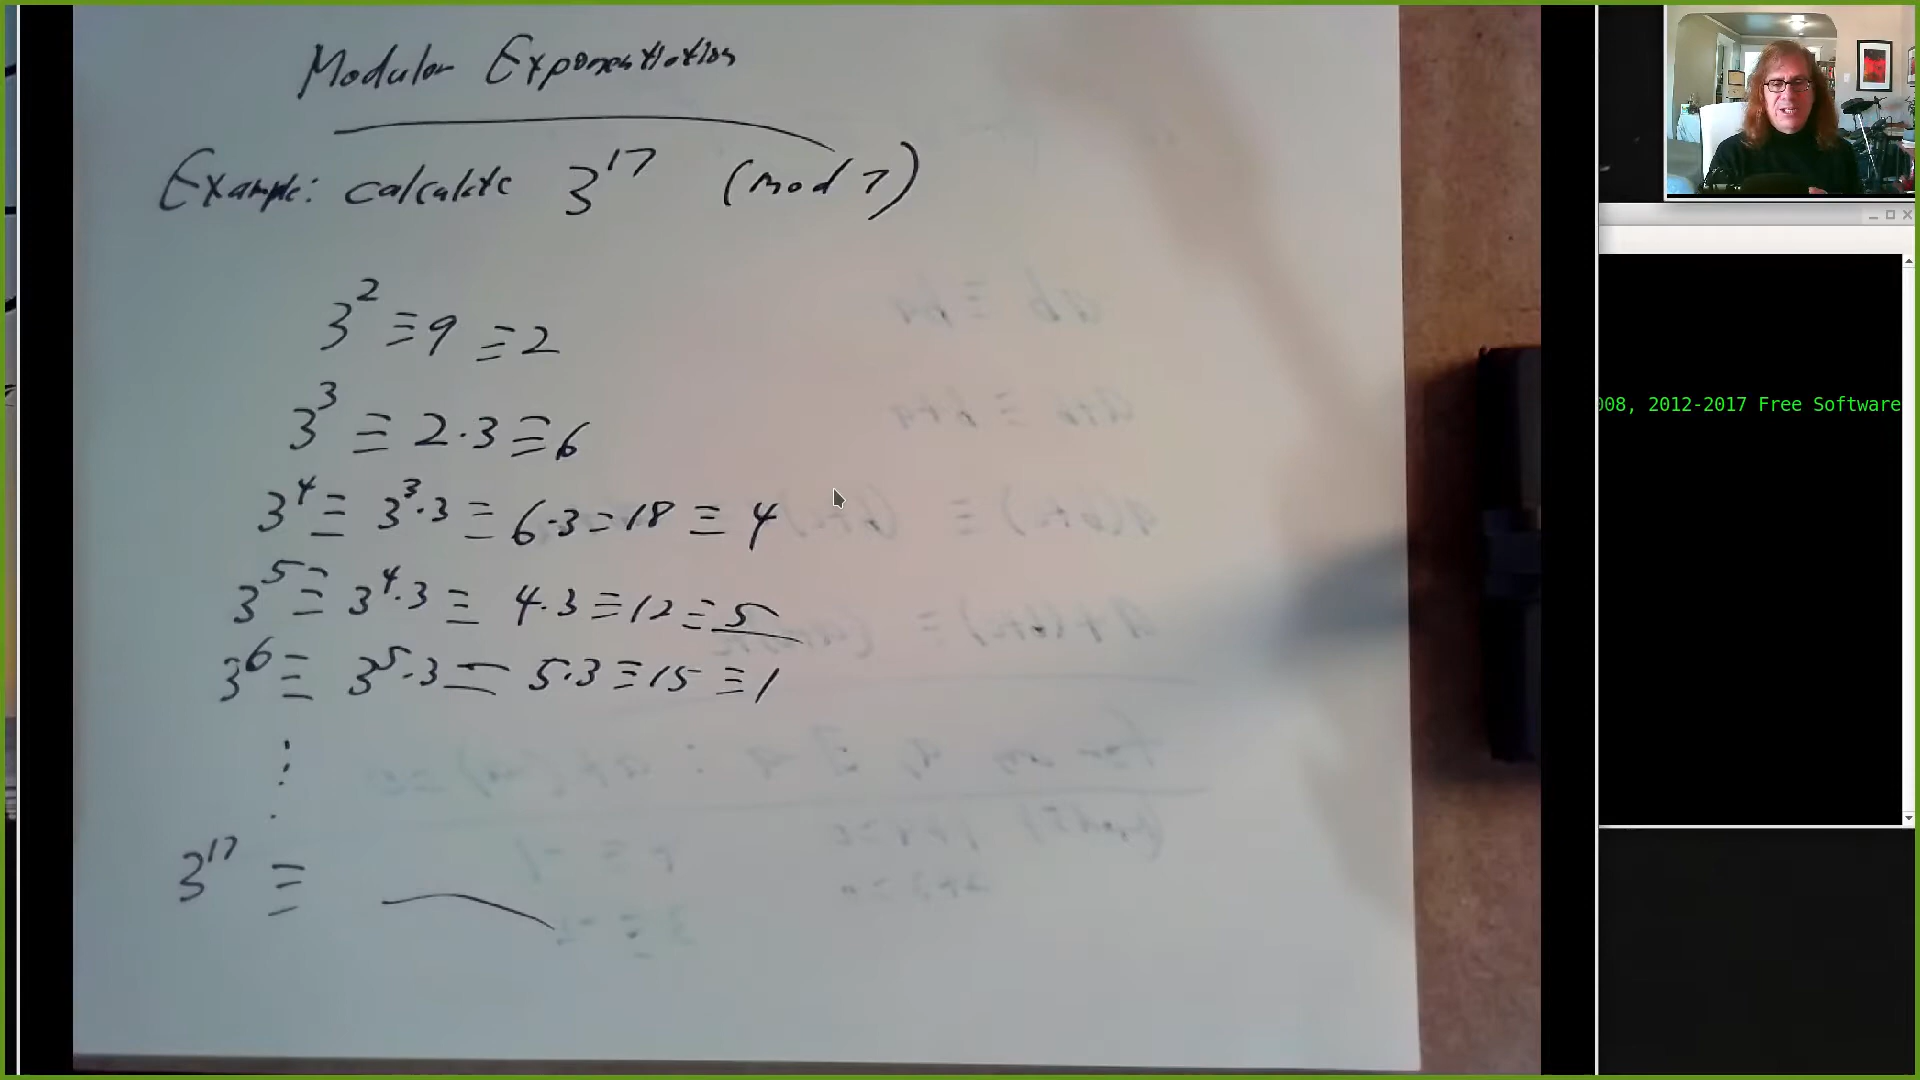 Modular Exponentiation
Example: calculate 3^17 (mod 7)
3^2 ≡ 9 ≡ 2
3^3 ≡ 2·3 ≡ 6
3^4 ≡ 3^3·3 ≡ 6·3 = 18 ≡ 4
3^5 ≡ 3^4·3 ≡ 4·3 ≡ 12 ≡ 5
3^6 ≡ 3^5·3 = 5·3 ≡ 15 ≡ 1
⋮
3^17 ≡
008, 2012-2017 Free Software